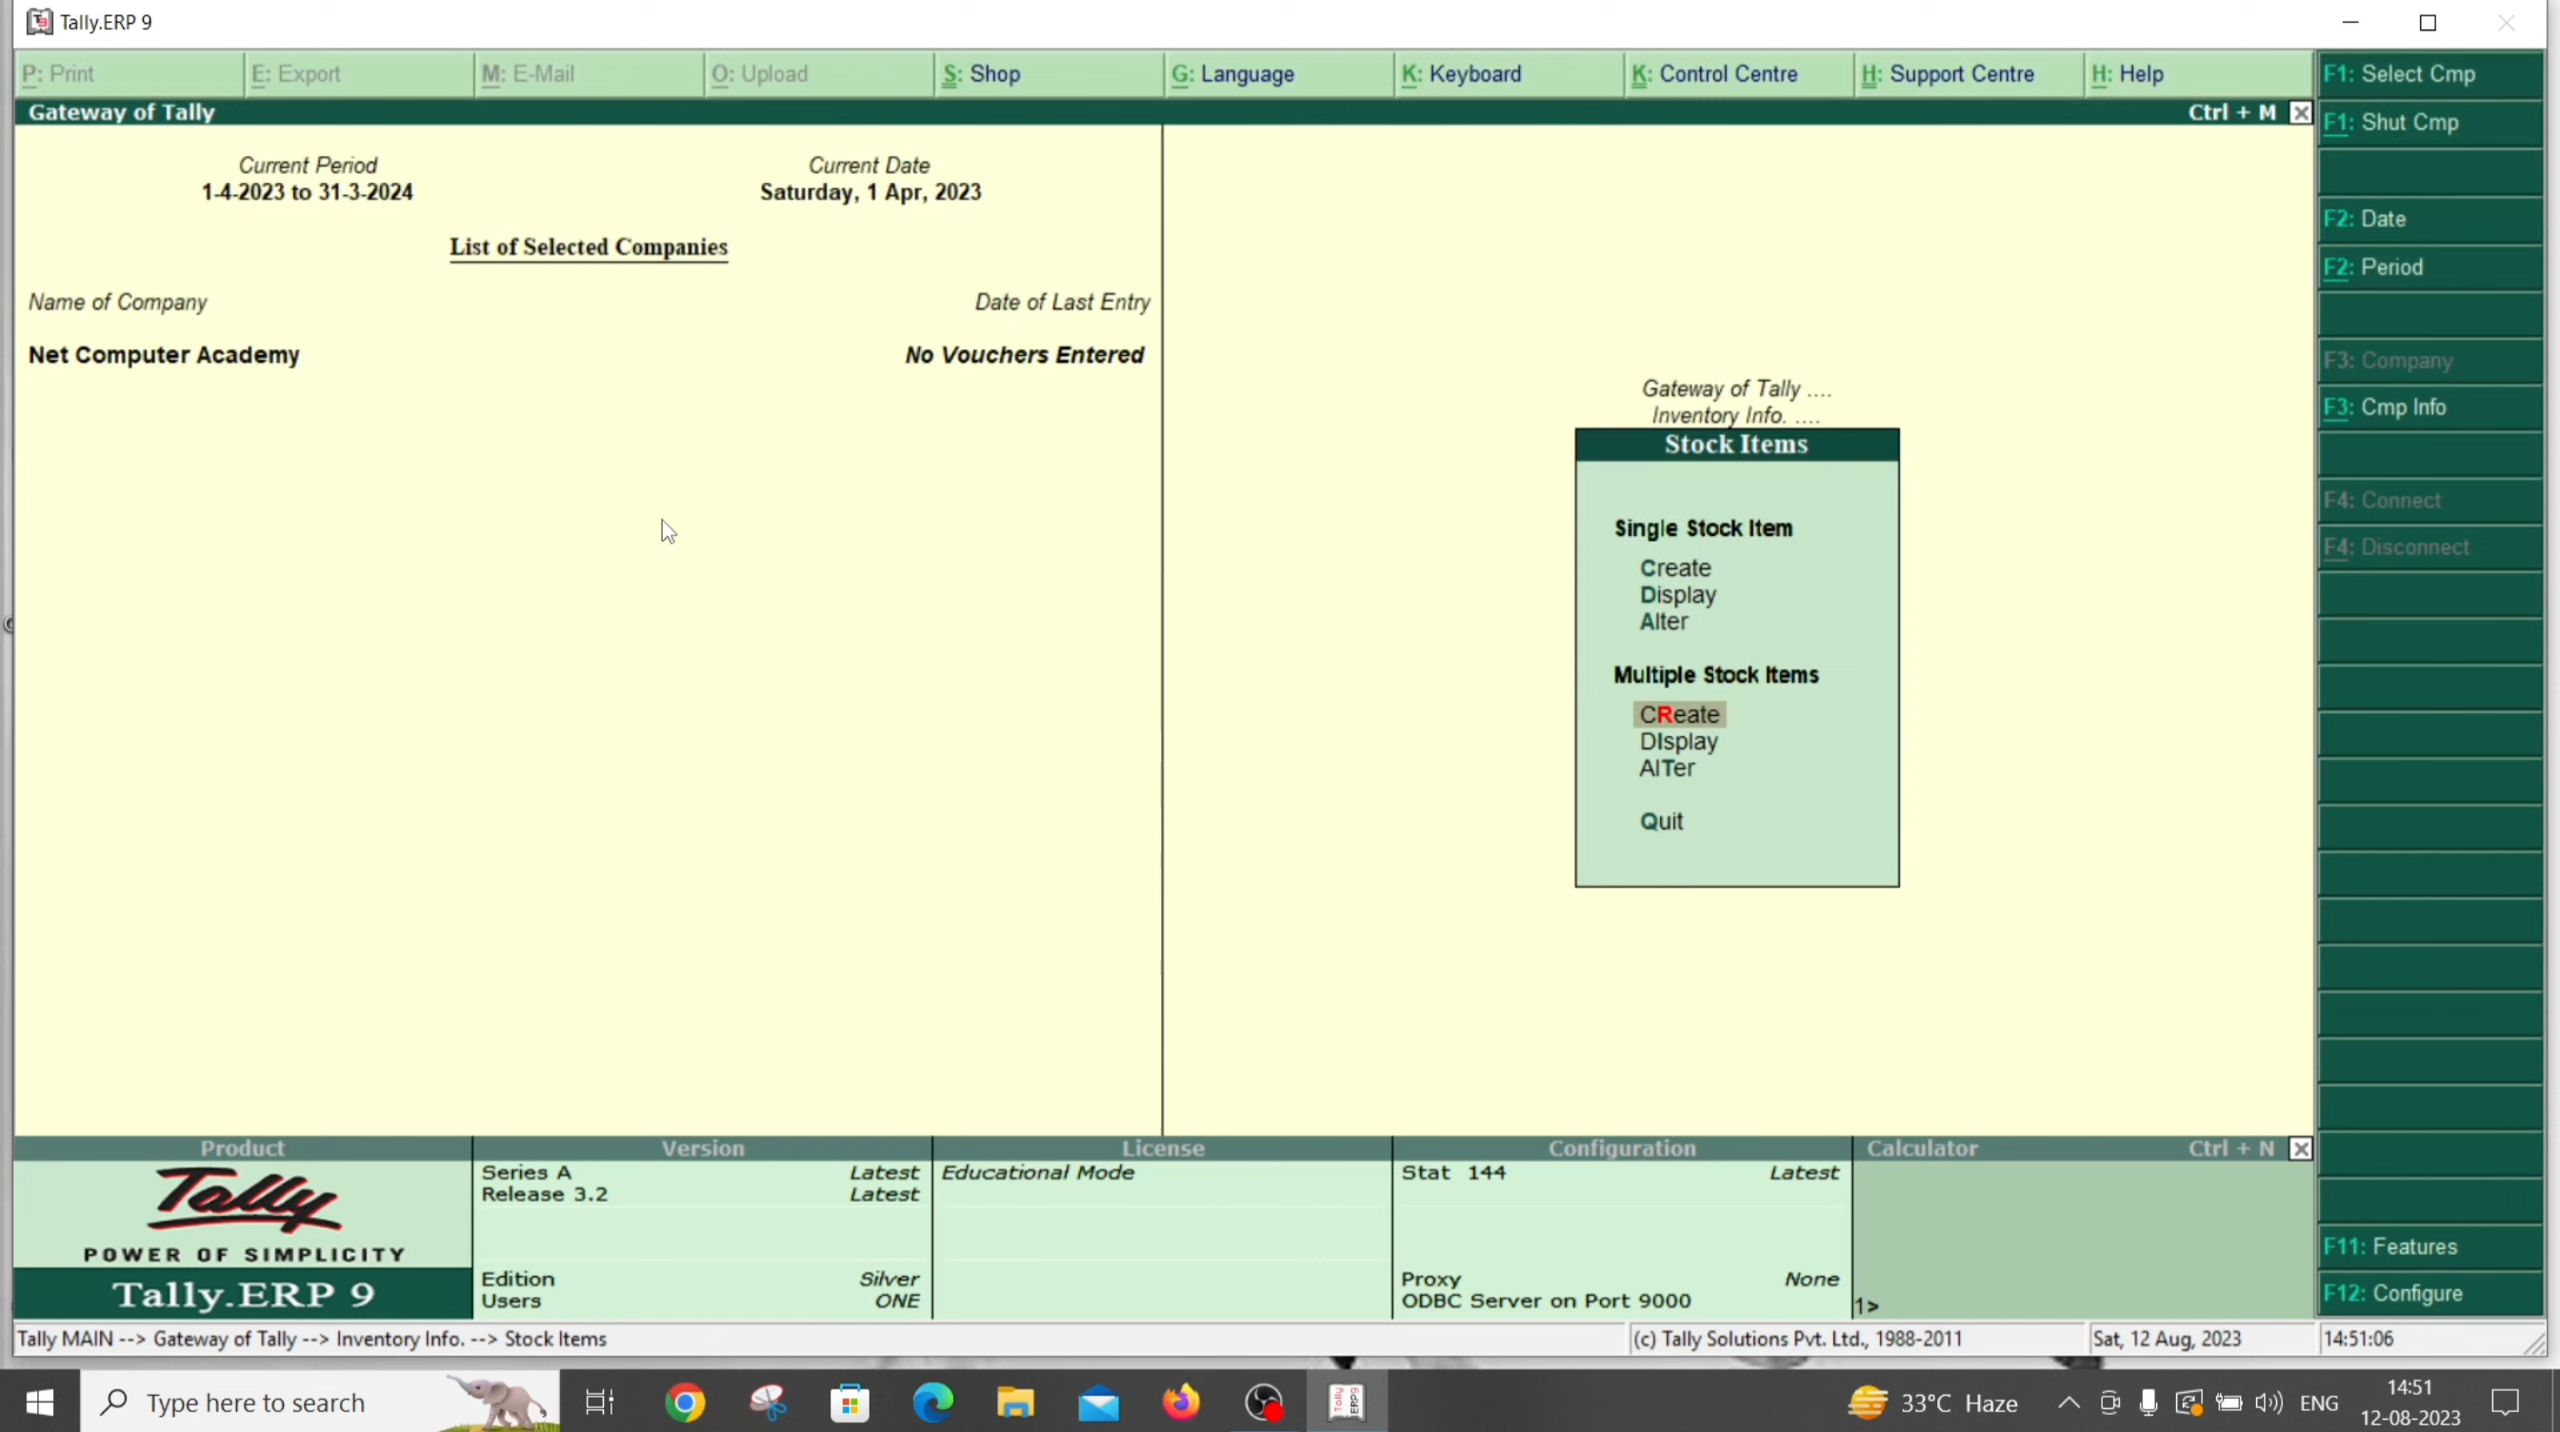 Tally.ERP 9
P: Print E: Export M: E-Mail O: Upload S: Shop G: Language K: Keyboard K: Control Centre H: Support Centre H: Help
Gateway of Tally Ctrl + M
Current Period Current Date
1-4-2023 to 31-3-2024 Saturday, 1 Apr, 2023
List of Selected Companies
Name of Company Date of Last Entry
Net Computer Academy No Vouchers Entered
Gateway of Tally ....
Inventory Info. ....
Stock Items
Single Stock Item
Create
Display
Alter
Multiple Stock Items
CReate
DIsplay
AlTer
Quit
F1: Select Cmp
F1: Shut Cmp
F2: Date
F2: Period
F3: Company
F3: Cmp Info
F4: Connect
F4: Disconnect
F11: Features
F12: Configure
Product Version License Configuration Calculator Ctrl + N
Tally
POWER OF SIMPLICITY
Tally.ERP 9
Series A Latest
Release 3.2 Latest
Edition Silver
Users ONE
Educational Mode
Stat 144 Latest
Proxy None
ODBC Server on Port 9000
1>
Tally MAIN --> Gateway of Tally --> Inventory Info. --> Stock Items (c) Tally Solutions Pvt. Ltd., 1988-2011 Sat, 12 Aug, 2023 14:51:06
Type here to search
Tally ERP9
33°C Haze ENG
14:51
12-08-2023